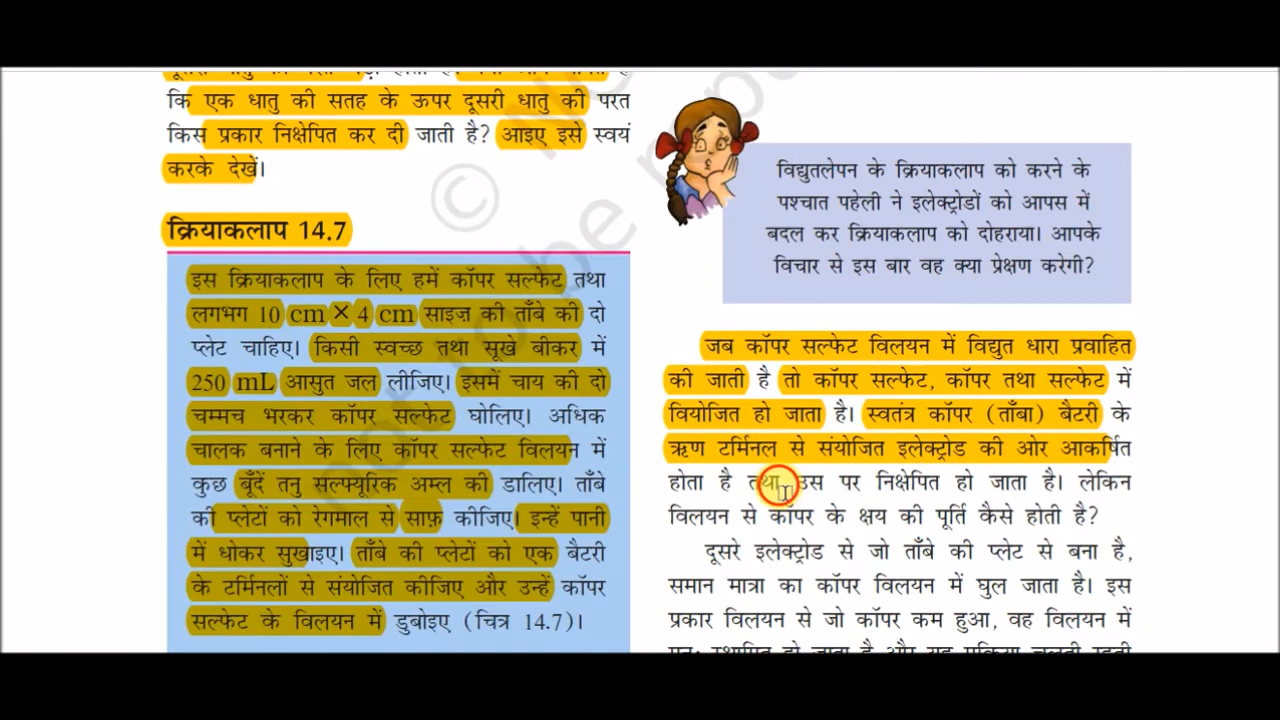 कि एक धातु की सतह के ऊपर दूसरी धातु की परत
किस प्रकार निक्षेपित कर दी जाती है? आइए इसे स्वयं
करके देखें।
क्रियाकलाप 14.7
इस क्रियाकलाप के लिए हमें कॉपर सल्फेट तथा
लगभग 10 cm × 4 cm साइज़ की ताँबे की दो
प्लेट चाहिए। किसी स्वच्छ तथा सूखे बीकर में
250 mL आसुत जल लीजिए। इसमें चाय की दो
चम्मच भरकर कॉपर सल्फेट घोलिए। अधिक
चालक बनाने के लिए कॉपर सल्फेट विलयन में
कुछ बूँदें तनु सल्फ्यूरिक अम्ल की डालिए। ताँबे
की प्लेटों को रेगमाल से साफ़ कीजिए। इन्हें पानी
में धोकर सुखाइए। ताँबे की प्लेटों को एक बैटरी
के टर्मिनलों से संयोजित कीजिए और उन्हें कॉपर
सल्फेट के विलयन में डुबोइए (चित्र 14.7)।
विद्युतलेपन के क्रियाकलाप को करने के
पश्चात पहेली ने इलेक्ट्रोडों को आपस में
बदल कर क्रियाकलाप को दोहराया। आपके
विचार से इस बार वह क्या प्रेक्षण करेगी?
जब कॉपर सल्फेट विलयन में विद्युत धारा प्रवाहित
की जाती है तो कॉपर सल्फेट, कॉपर तथा सल्फेट में
वियोजित हो जाता है। स्वतंत्र कॉपर (ताँबा) बैटरी के
ऋण टर्मिनल से संयोजित इलेक्ट्रोड की ओर आकर्षित
होता है तथा उस पर निक्षेपित हो जाता है। लेकिन
विलयन से कॉपर के क्षय की पूर्ति कैसे होती है?
दूसरे इलेक्ट्रोड से जो ताँबे की प्लेट से बना है,
समान मात्रा का कॉपर विलयन में घुल जाता है। इस
प्रकार विलयन से जो कॉपर कम हुआ, वह विलयन में